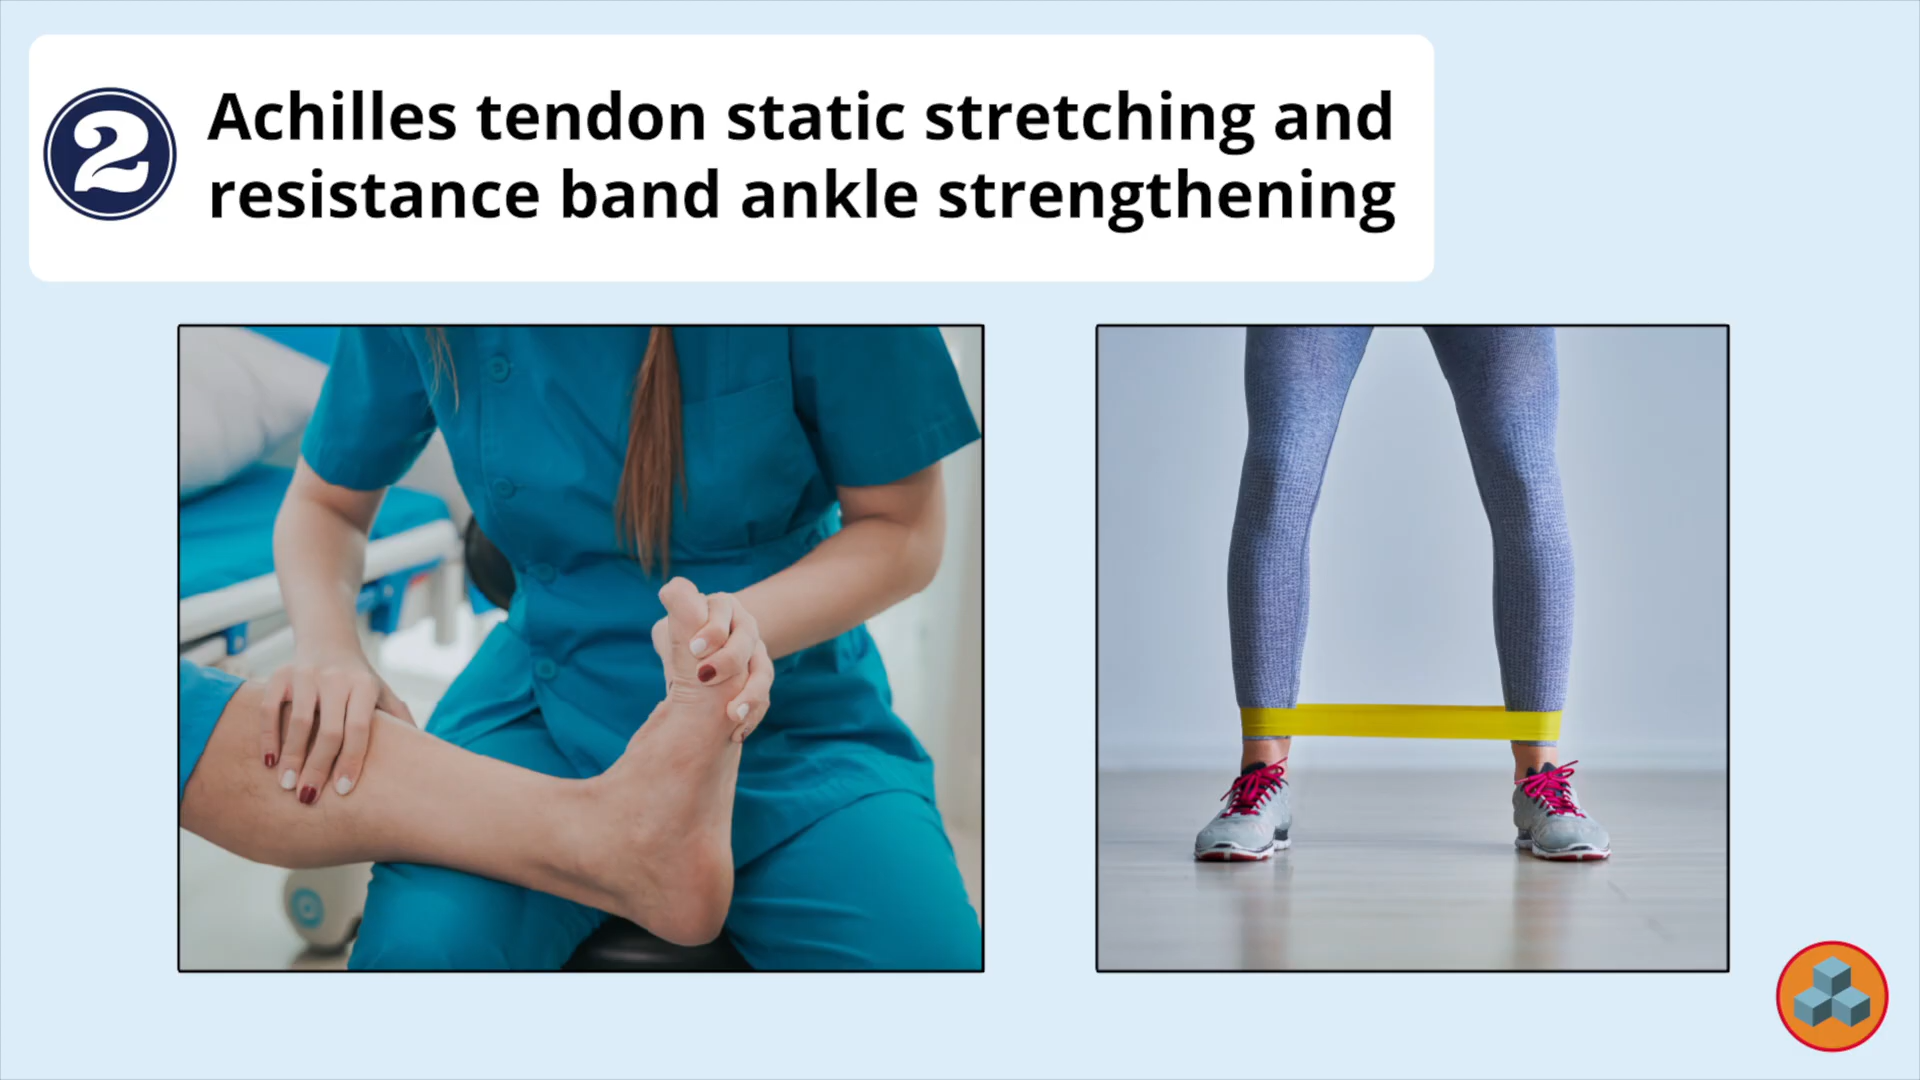 2
Achilles tendon static stretching and
resistance band ankle strengthening